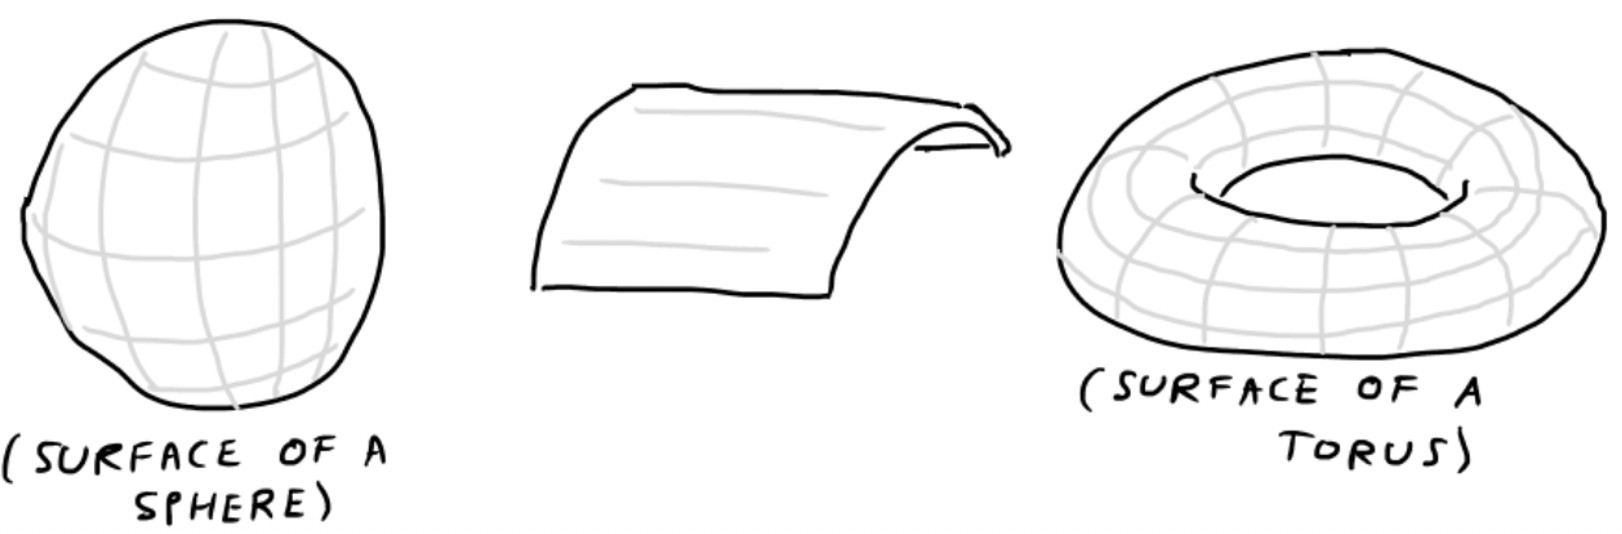 (SURFACE OF A
SPHERE)
(SURFACE OF A
TORUS)